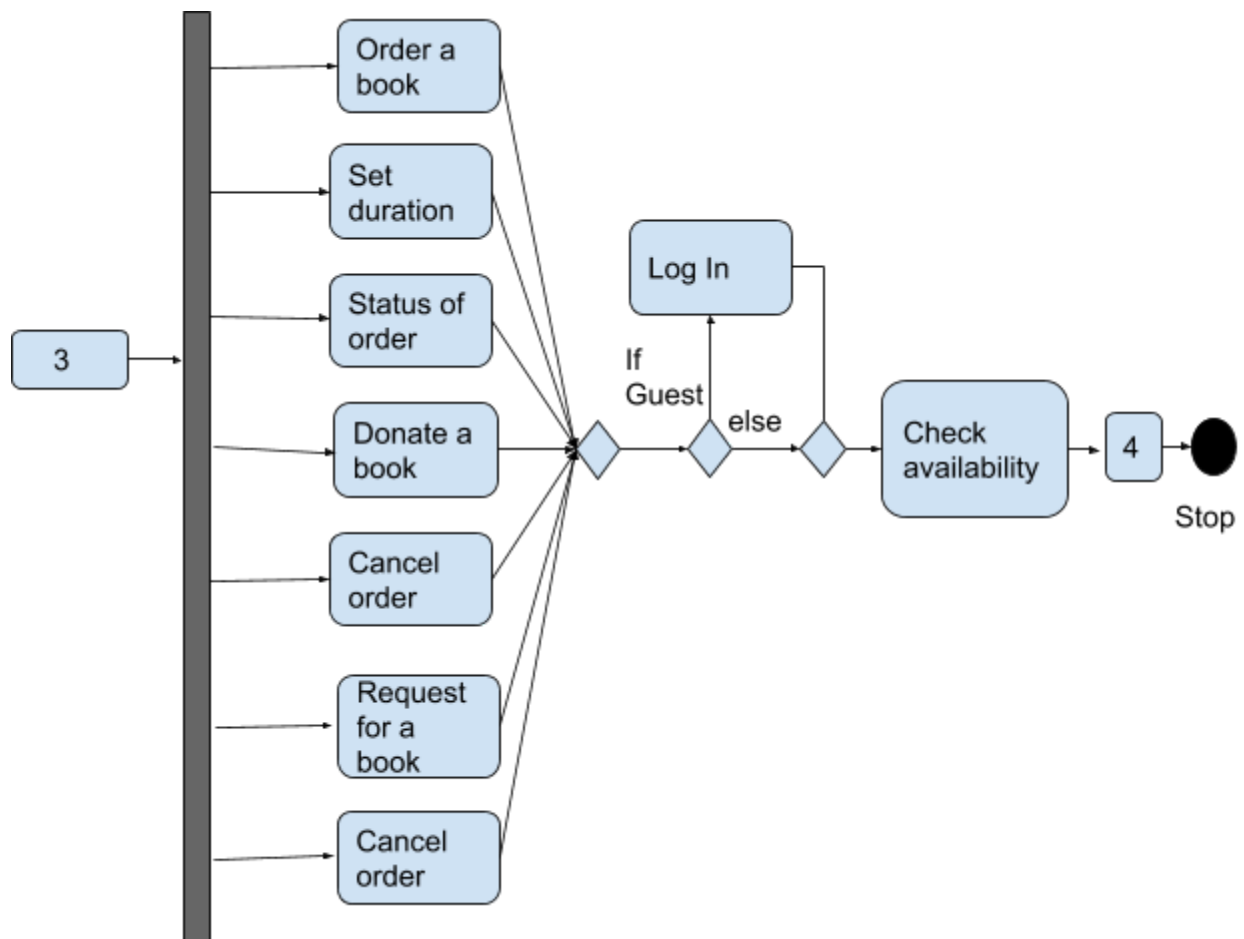 Order a
book
Set
duration
Status of
order
3
Donate a
book
Cancel
order
Request
for a
book
Cancel
order
Log In
If
Guest
else
Check
availability
4
Stop